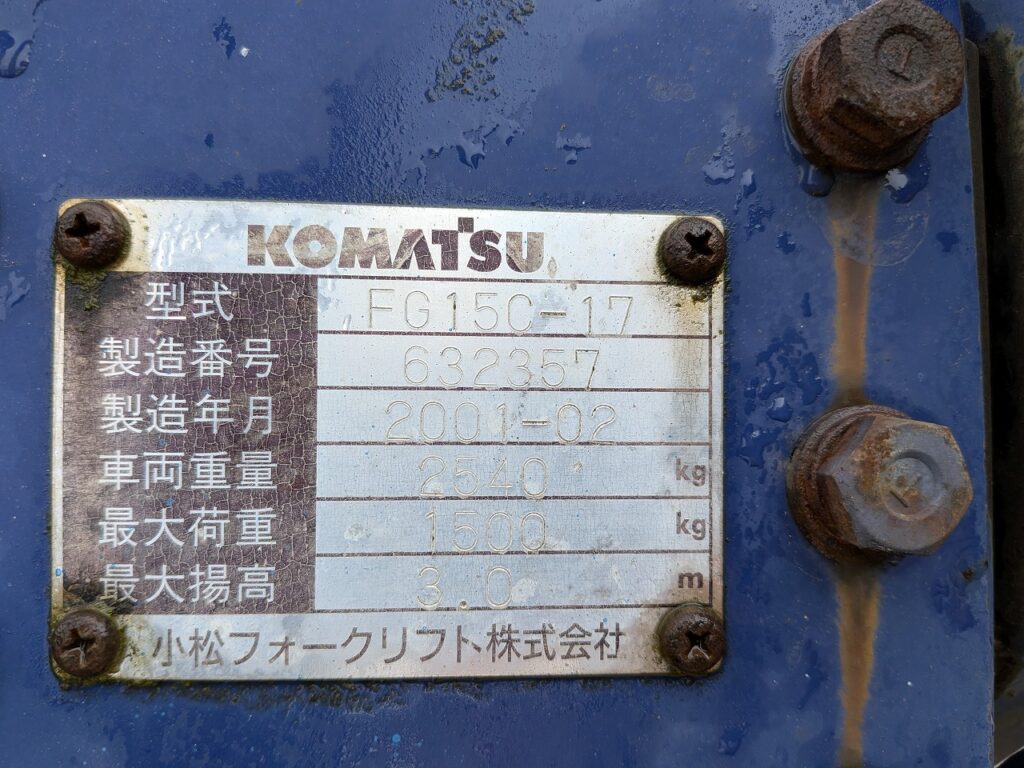 KOMATSU
型式 FG15C-17
製造番号 632357
製造年月 2001-02
車両重量 2540 kg
最大荷重 1500 kg
最大揚高 3.0 m
小松フォークリフト株式会社